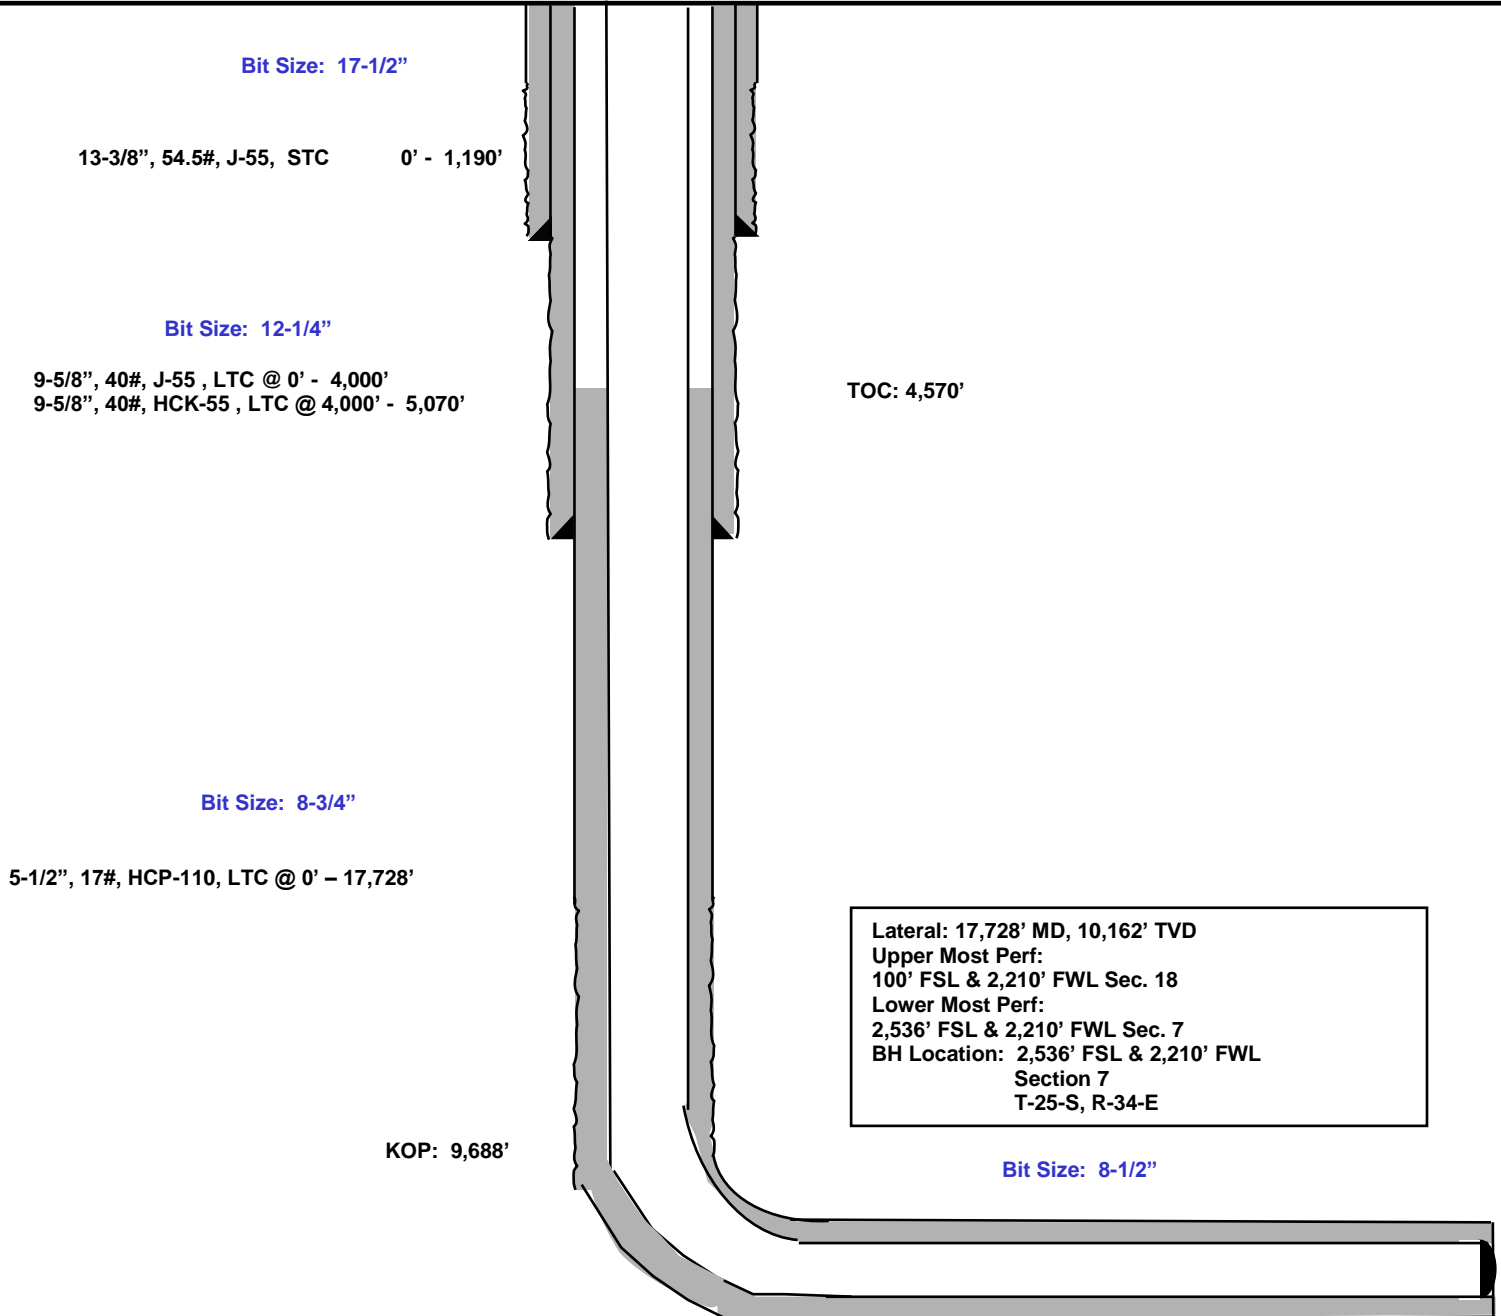 Bit Size: 17-1/2”
13-3/8”, 54.5#, J-55, STC 0’ - 1,190’
Bit Size: 12-1/4”
9-5/8”, 40#, J-55 , LTC @ 0’ - 4,000’
9-5/8”, 40#, HCK-55 , LTC @ 4,000’ - 5,070’
TOC: 4,570’
Bit Size: 8-3/4”
5-1/2”, 17#, HCP-110, LTC @ 0’ – 17,728’
Lateral: 17,728’ MD, 10,162’ TVD
Upper Most Perf:
100’ FSL & 2,210’ FWL Sec. 18
Lower Most Perf:
2,536’ FSL & 2,210’ FWL Sec. 7
BH Location: 2,536’ FSL & 2,210’ FWL
Section 7
T-25-S, R-34-E
KOP: 9,688’
Bit Size: 8-1/2”